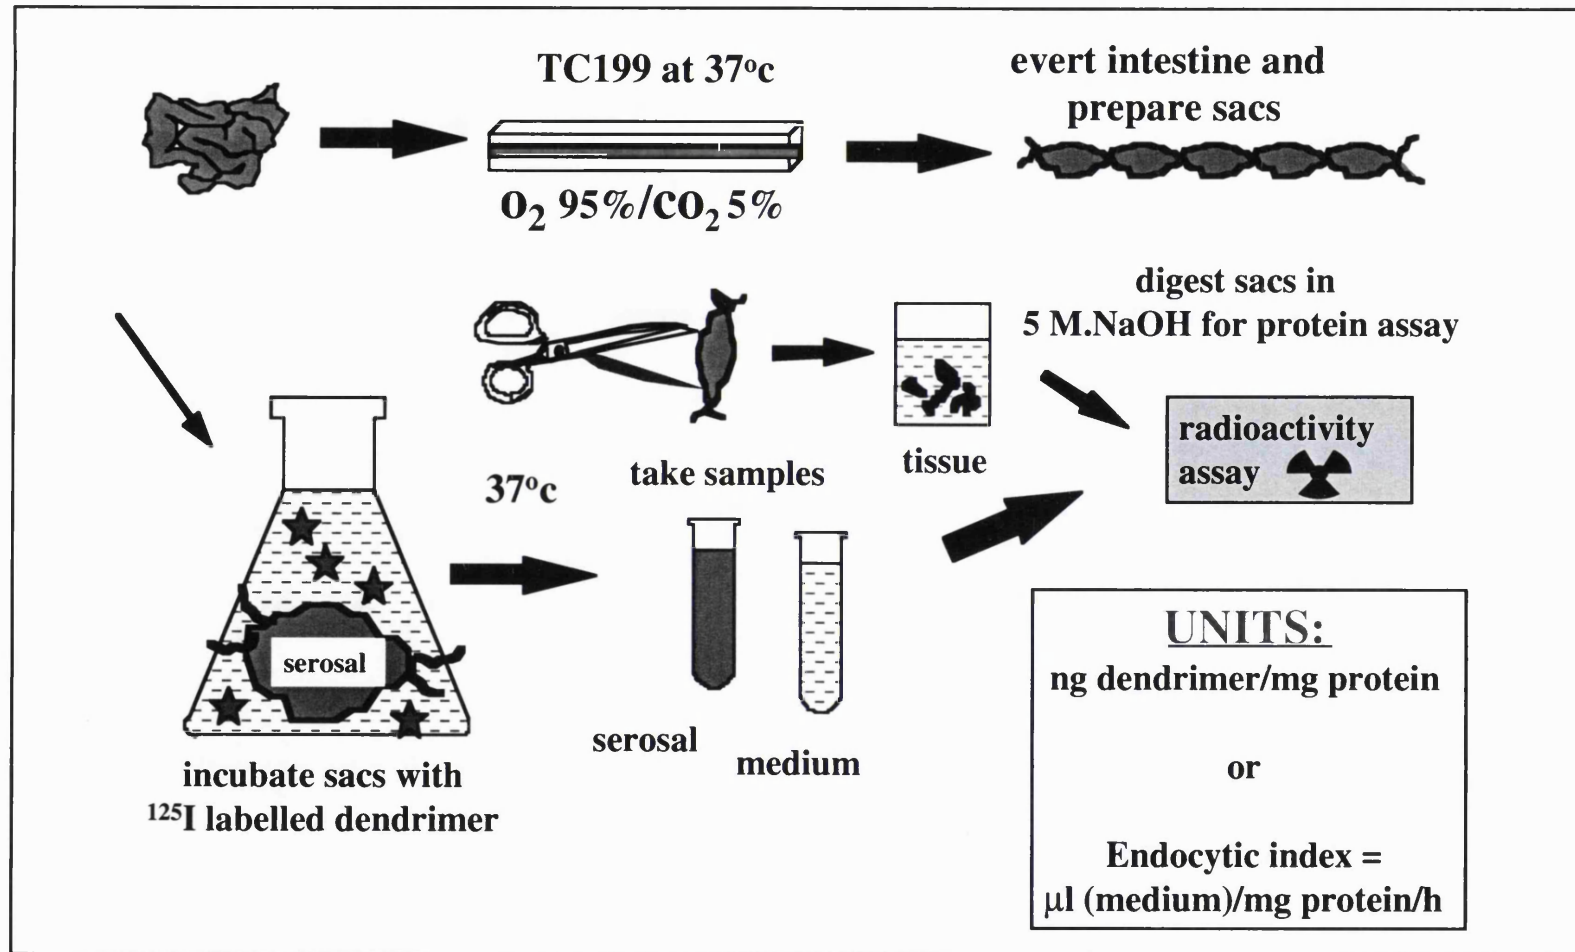 TC199 at 37ºc
O₂ 95%/CO₂ 5%
evert intestine and
prepare sacs
digest sacs in
5 M.NaOH for protein assay
take samples
tissue
radioactivity
assay
37ºc
serosal
incubate sacs with
¹²⁵I labelled dendrimer
serosal
medium
UNITS:
ng dendrimer/mg protein
or
Endocytic index =
µl (medium)/mg protein/h